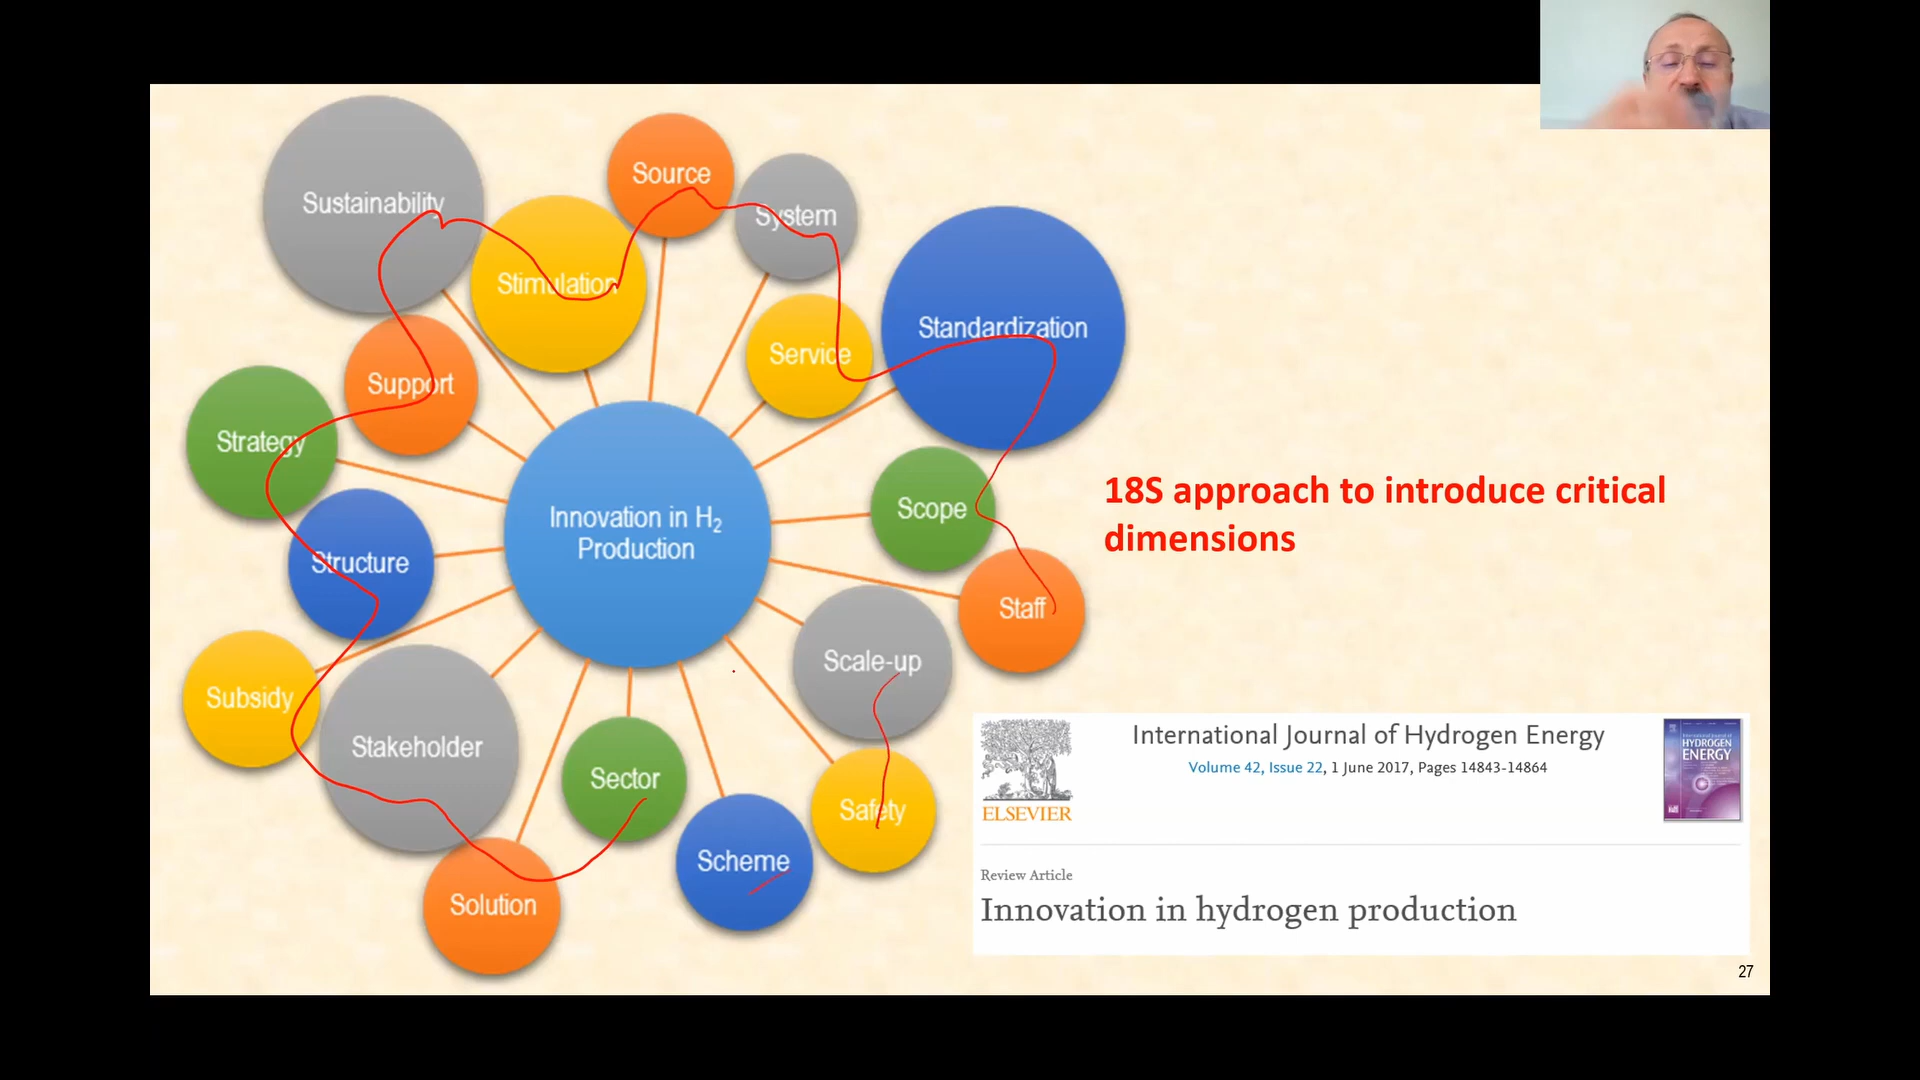 Source
Sustainability
System
Stimulation
Standardization
Service
Support
Strategy
Scope
Innovation in H₂
Production
18S approach to introduce critical
dimensions
Structure
Staff
Scale-up
Subsidy
Stakeholder
Sector
Safety
Scheme
Solution
International Journal of Hydrogen Energy
Volume 42, Issue 22, 1 June 2017, Pages 14843-14864
HYDROGEN
ENERGY
ELSEVIER
Review Article
Innovation in hydrogen production
27